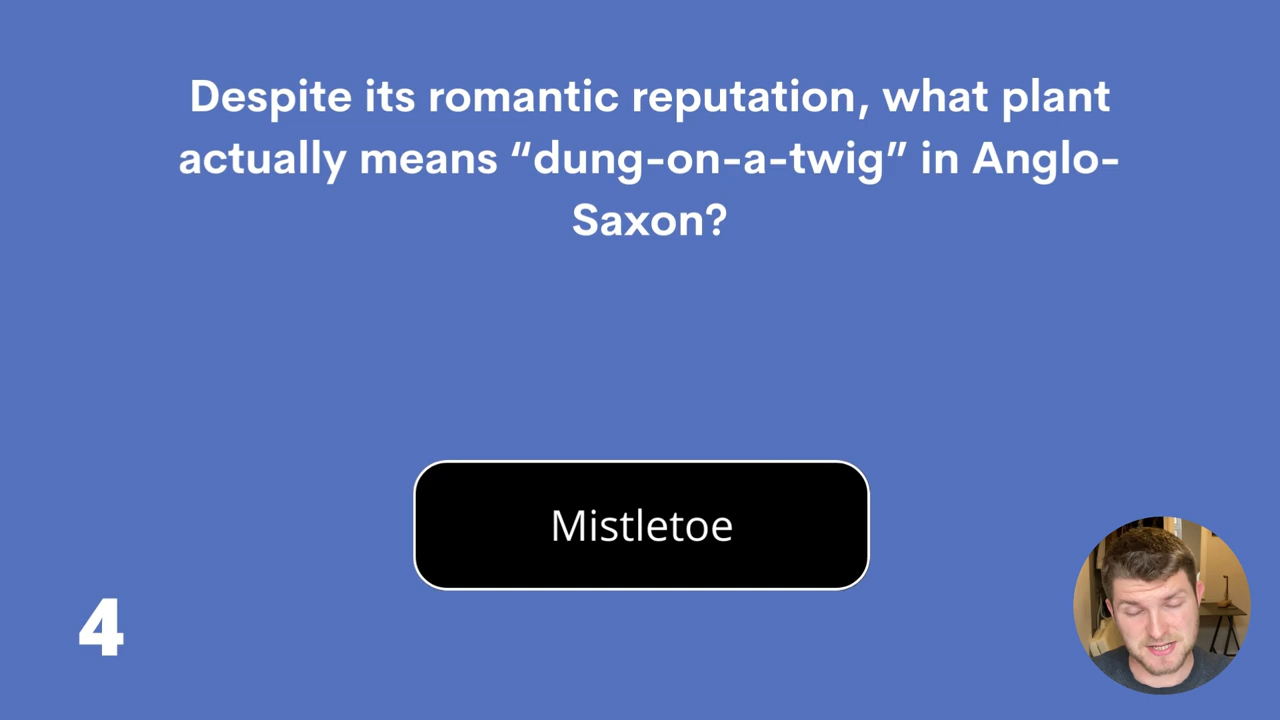 Despite its romantic reputation, what plant
actually means “dung-on-a-twig” in Anglo-
Saxon?
Mistletoe
4